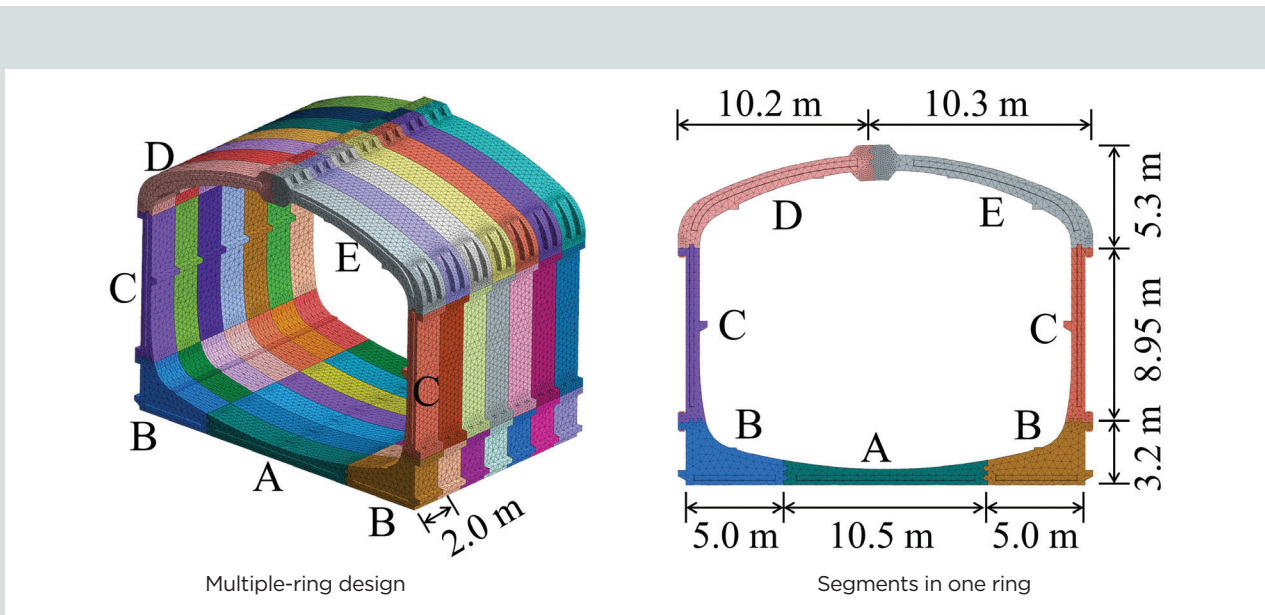 D
C
E
C
B
A
B
2.0 m
Multiple-ring design
10.2 m 10.3 m
D E
5.3 m
C C
8.95 m
B A B
3.2 m
5.0 m 10.5 m 5.0 m
Segments in one ring